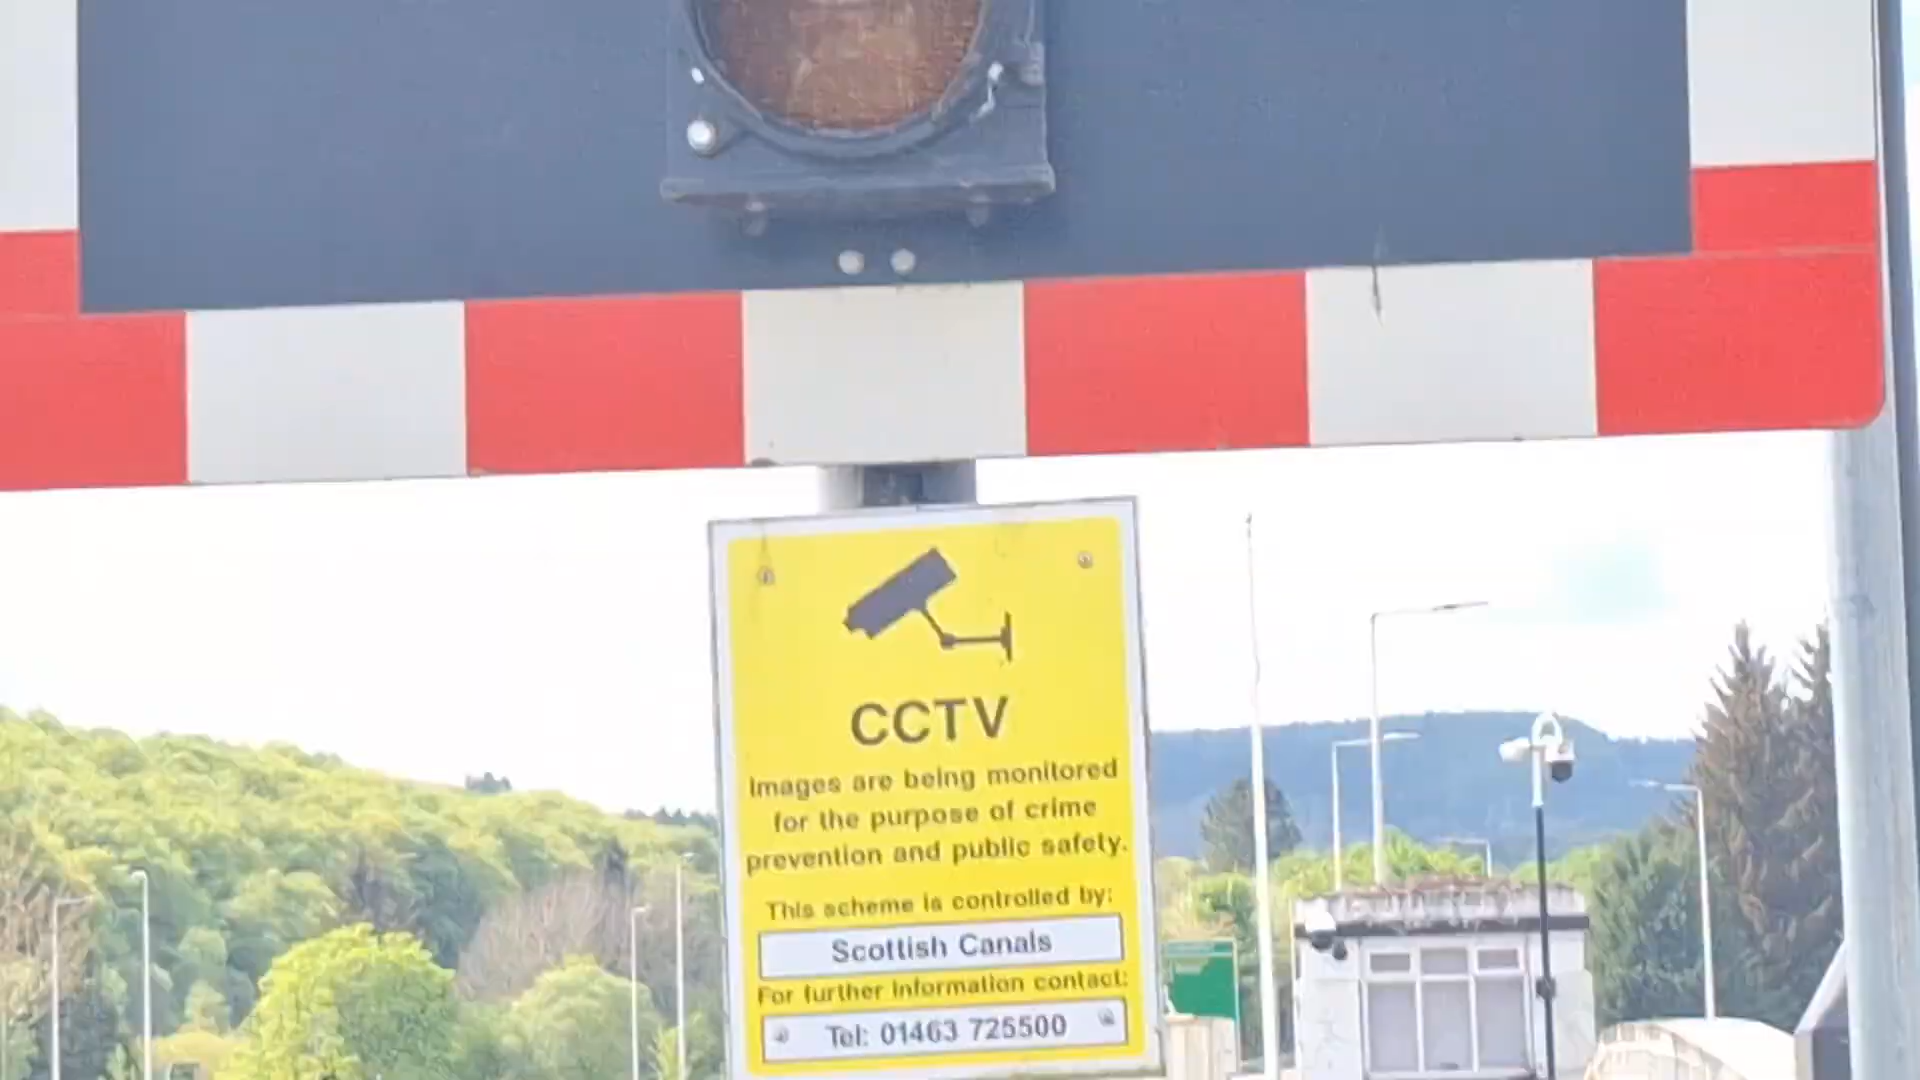 CCTV
Images are being monitored
for the purpose of crime
prevention and public safety.
This scheme is controlled by:
Scottish Canals
For further information contact:
Tel: 01463 725500